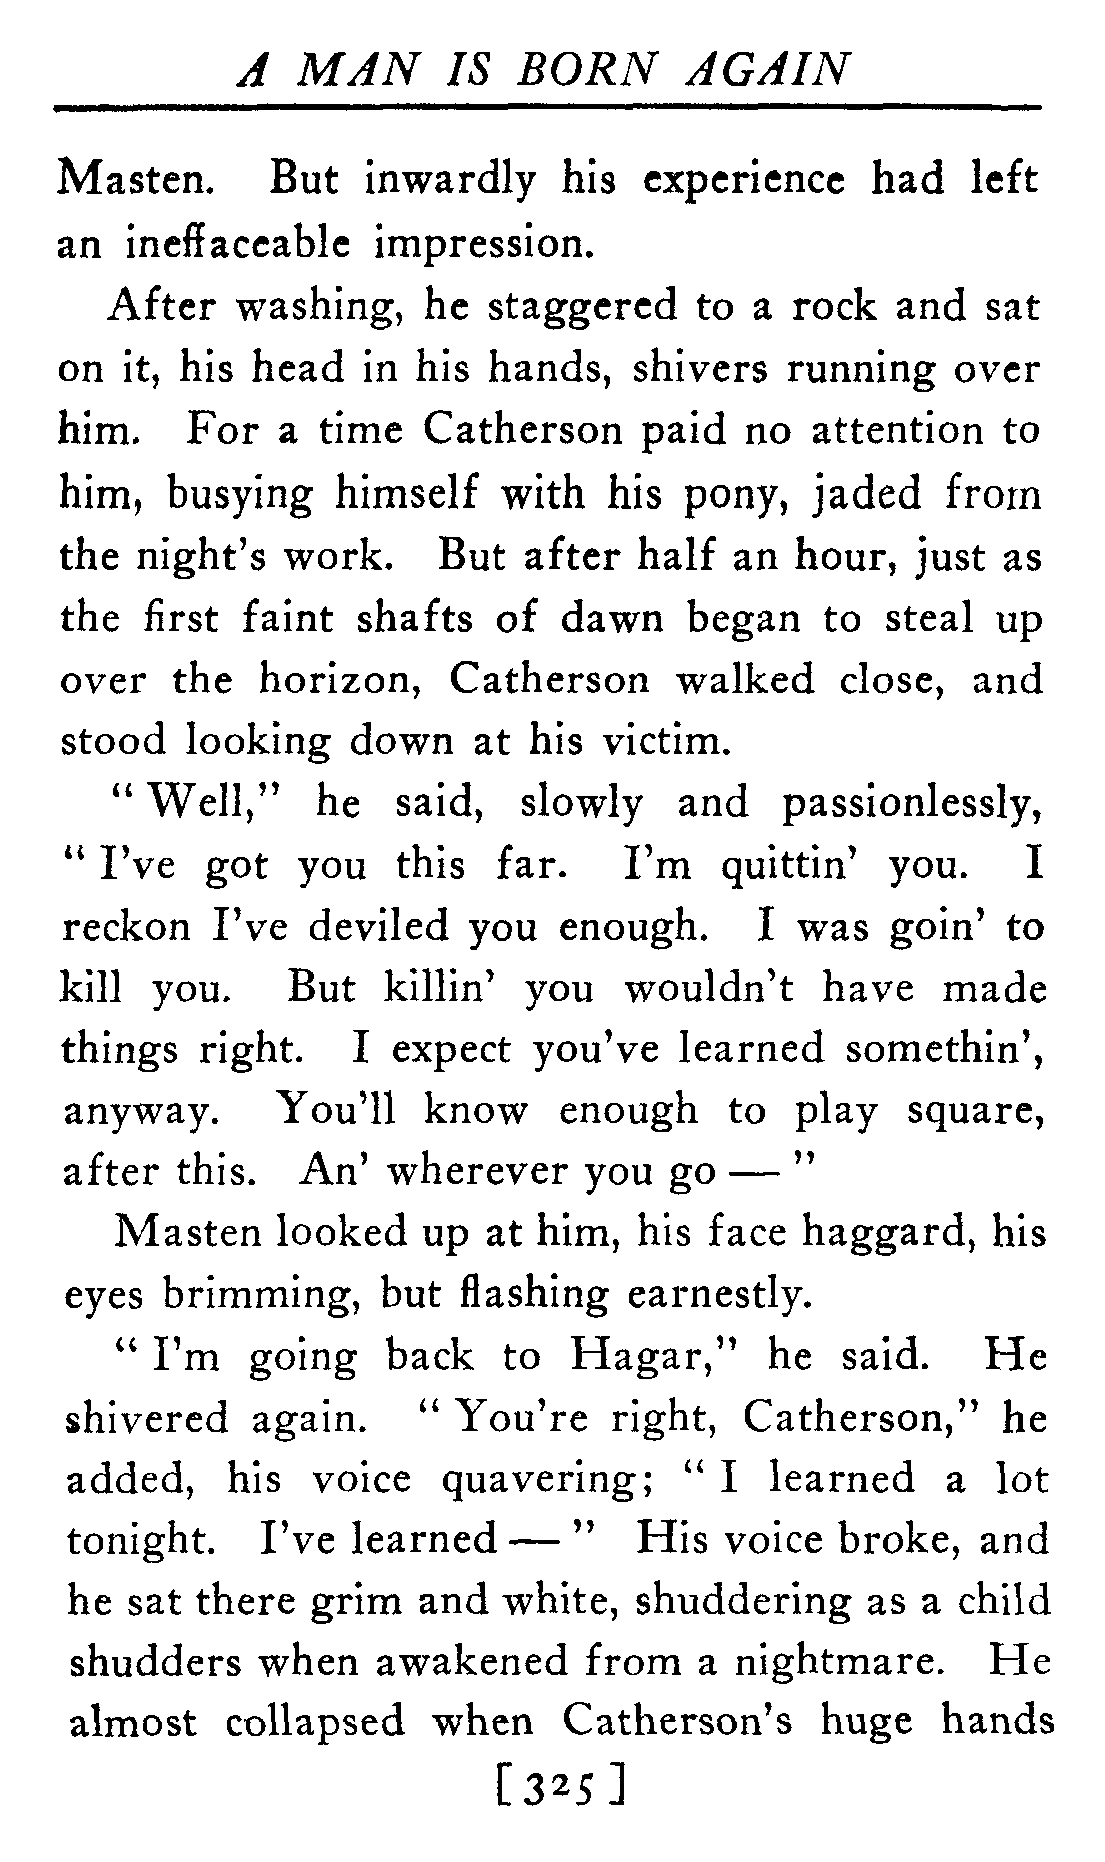 A MAN IS BORN AGAIN
Masten. But inwardly his experience had left
an ineffaceable impression.
After washing, he staggered to a rock and sat
on it, his head in his hands, shivers running over
him. For a time Catherson paid no attention to
him, busying himself with his pony, jaded from
the night's work. But after half an hour, just as
the first faint shafts of dawn began to steal up
over the horizon, Catherson walked close, and
stood looking down at his victim.
“ Well,” he said, slowly and passionlessly,
“ I've got you this far. I'm quittin' you. I
reckon I've deviled you enough. I was goin' to
kill you. But killin' you wouldn't have made
things right. I expect you've learned somethin',
anyway. You'll know enough to play square,
after this. An' wherever you go — ”
Masten looked up at him, his face haggard, his
eyes brimming, but flashing earnestly.
“ I'm going back to Hagar,” he said. He
shivered again. “ You're right, Catherson,” he
added, his voice quavering; “ I learned a lot
tonight. I've learned — ” His voice broke, and
he sat there grim and white, shuddering as a child
shudders when awakened from a nightmare. He
almost collapsed when Catherson's huge hands
[ 325 ]